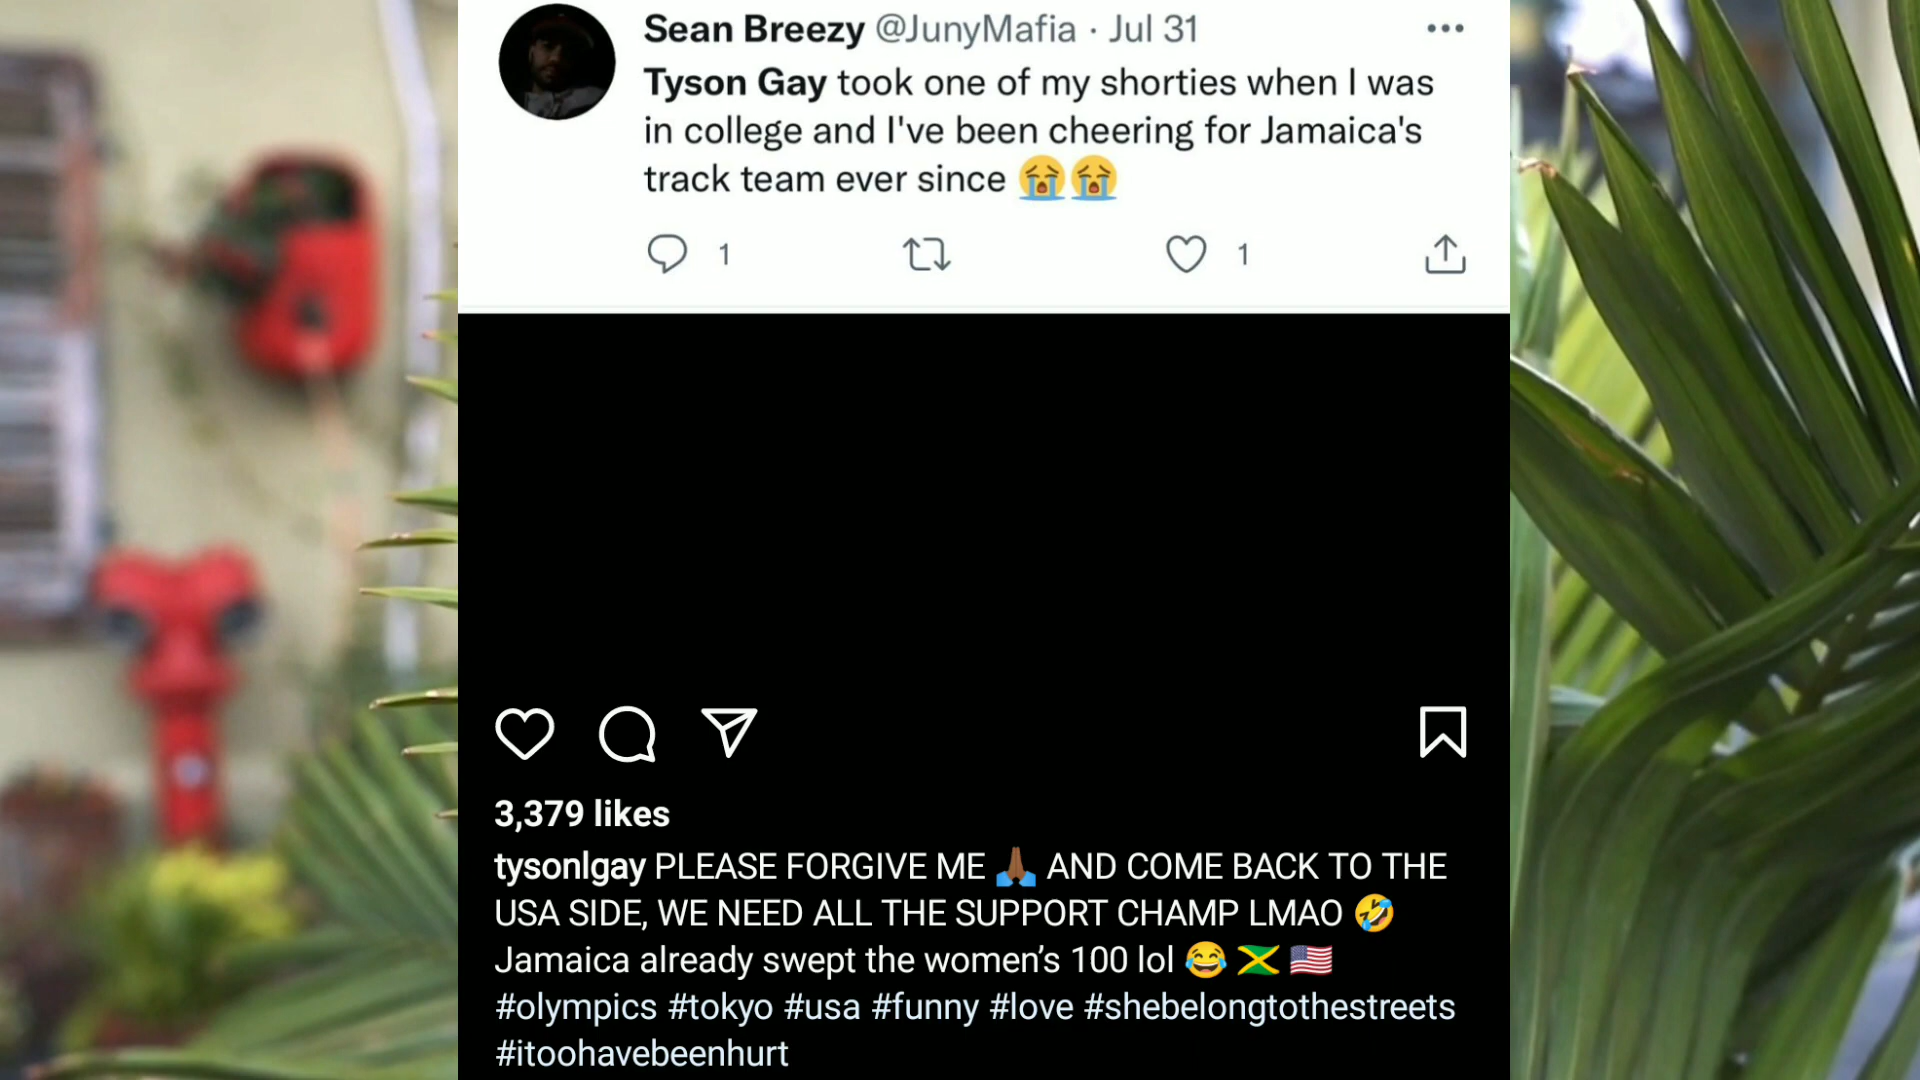 Sean Breezy @JunyMafia · Jul 31
Tyson Gay took one of my shorties when I was
in college and I've been cheering for Jamaica's
track team ever since 😭😭
1 1
3,379 likes
tysonlgay PLEASE FORGIVE ME 🙏🏾 AND COME BACK TO THE
USA SIDE, WE NEED ALL THE SUPPORT CHAMP LMAO 🤣
Jamaica already swept the women's 100 lol 😂 🇯🇲 🇺🇸
#olympics #tokyo #usa #funny #love #shebelongtothestreets
#itoohavebeenhurt